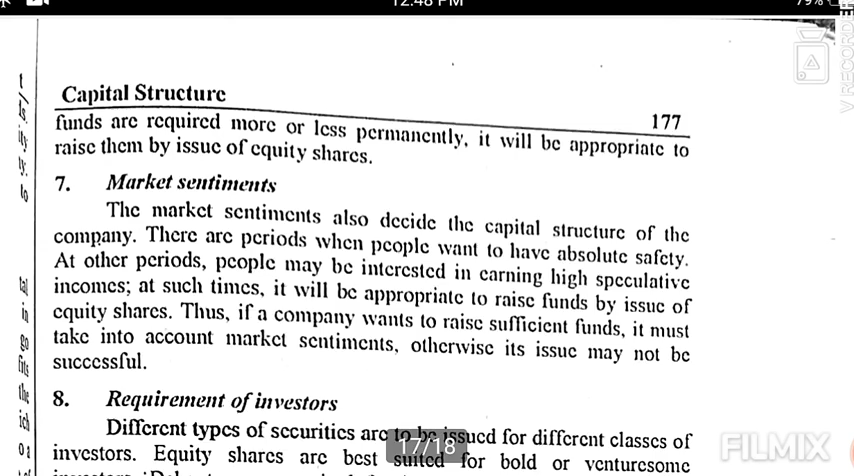 12:48 PM
79%
Capital Structure
177
funds are required more or less permanently, it will be appropriate to
raise them by issue of equity shares.
7. Market sentiments
The market sentiments also decide the capital structure of the
company. There are periods when people want to have absolute safety.
At other periods, people may be interested in earning high speculative
incomes; at such times, it will be appropriate to raise funds by issue of
equity shares. Thus, if a company wants to raise sufficient funds, it must
take into account market sentiments, otherwise its issue may not be
successful.
8. Requirement of investors
Different types of securities are to be issued for different classes of
17/18
investors. Equity shares are best suited for bold or venturesome
FILMIX
V RECORDER